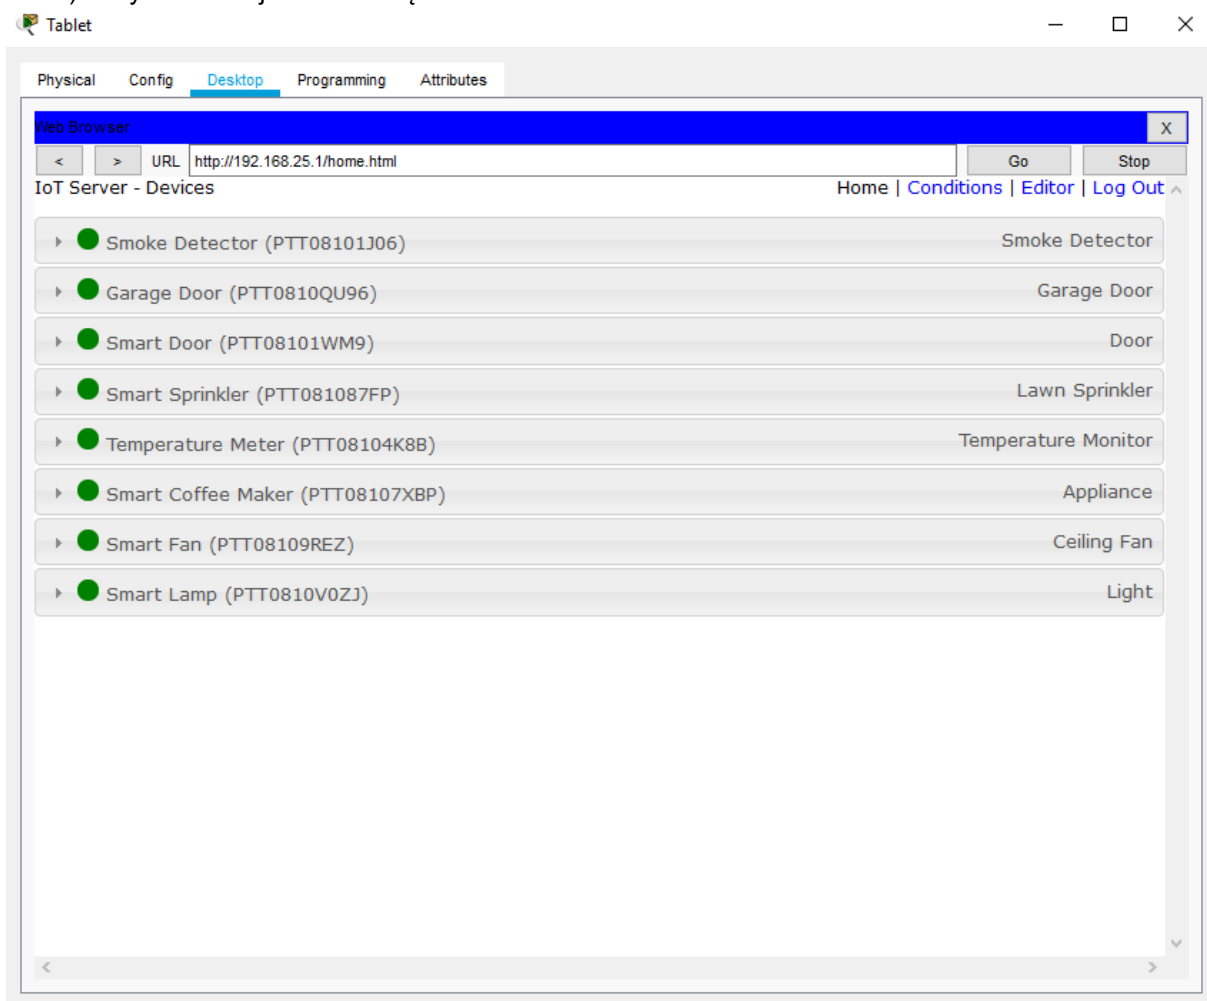 Tablet
Physical Config Desktop Programming Attributes
Web Browser X
< > URL http://192.168.25.1/home.html Go Stop
IoT Server - Devices Home | Conditions | Editor | Log Out
Smoke Detector (PTT08101J06) Smoke Detector
Garage Door (PTT0810QU96) Garage Door
Smart Door (PTT08101WM9) Door
Smart Sprinkler (PTT081087FP) Lawn Sprinkler
Temperature Meter (PTT08104K8B) Temperature Monitor
Smart Coffee Maker (PTT08107XBP) Appliance
Smart Fan (PTT08109REZ) Ceiling Fan
Smart Lamp (PTT0810V0ZJ) Light